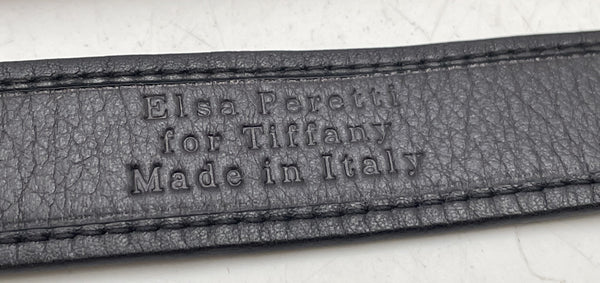 Elsa Peretti
for Tiffany
Made in Italy